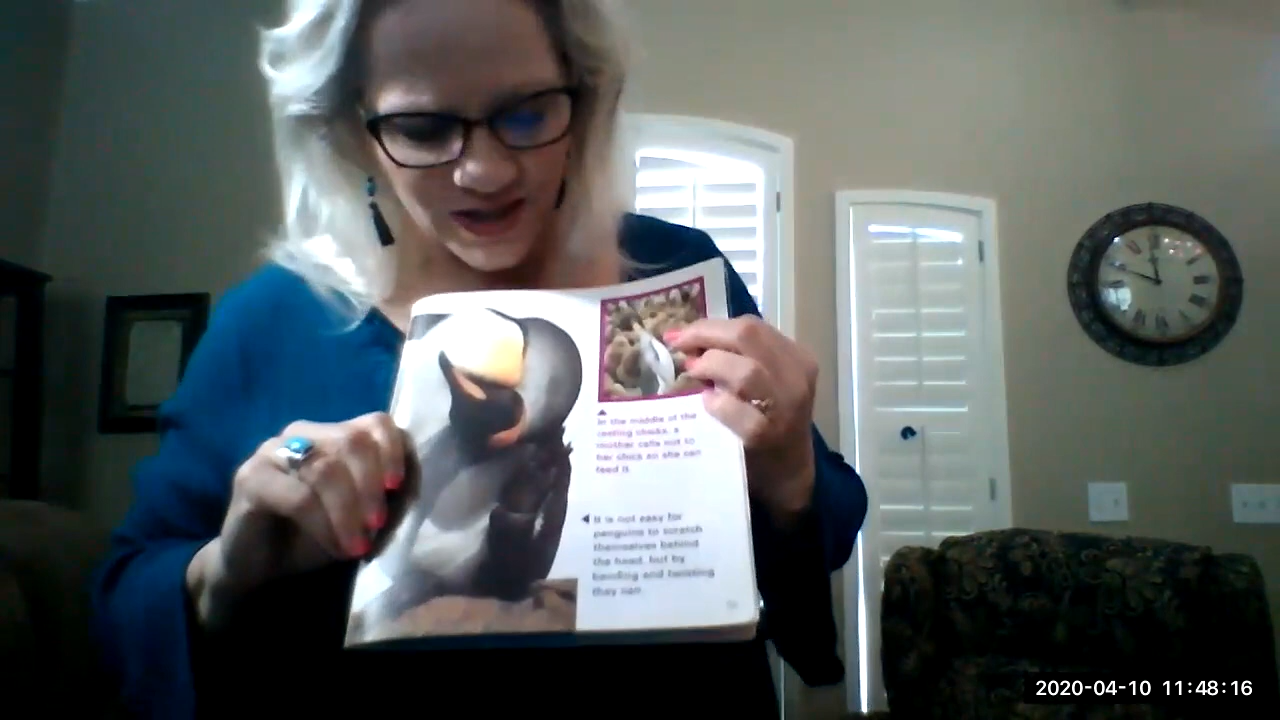 In the middle of the
resting chicks, a
mother calls out to
her chick so she can
feed it.
It is not easy for
penguins to scratch
themselves behind
the head, but by
bending and twisting
they can.
2020-04-10 11:48:16